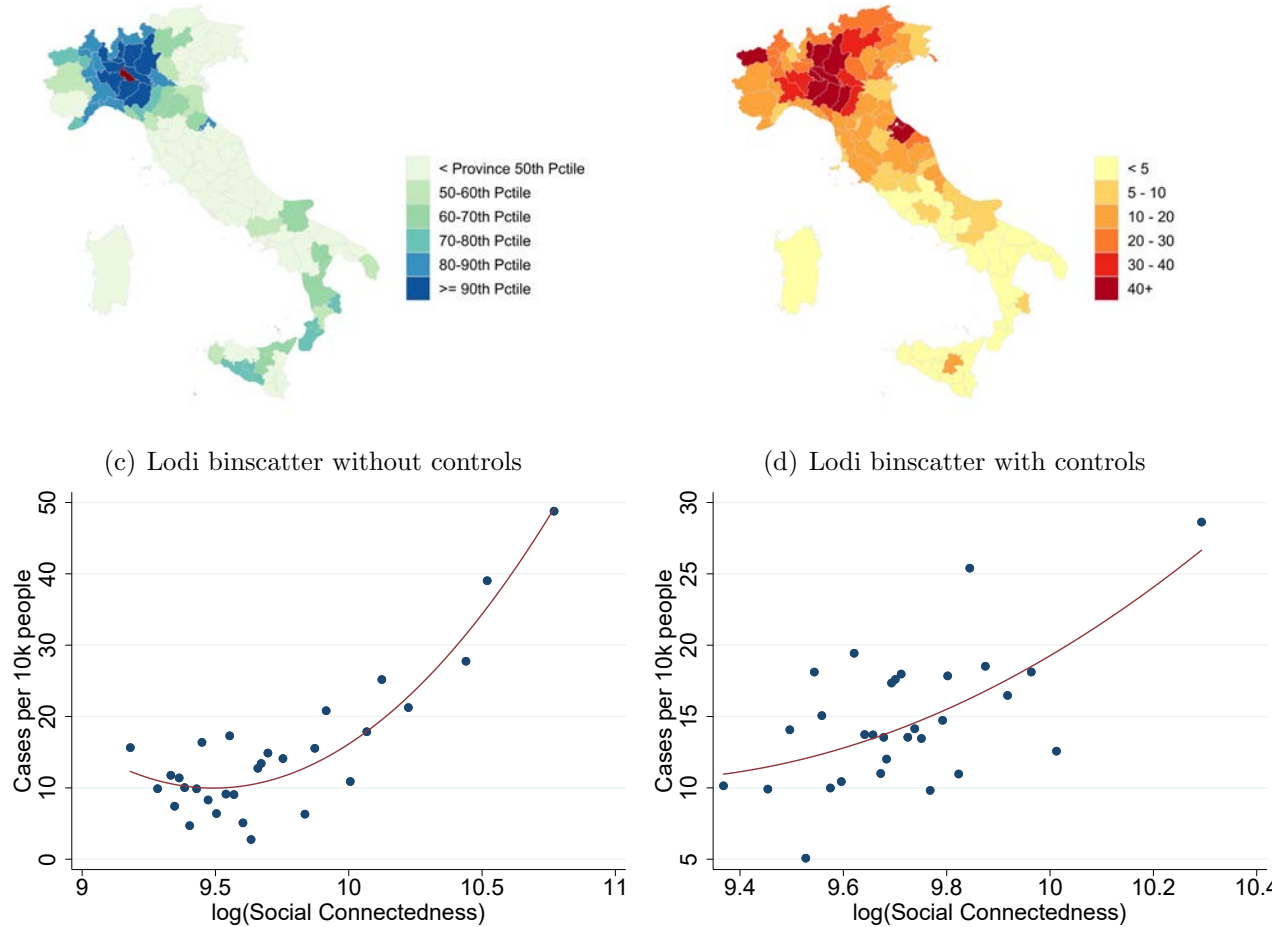 < Province 50th Pctile
50-60th Pctile
60-70th Pctile
70-80th Pctile
80-90th Pctile
>= 90th Pctile
< 5
5 - 10
10 - 20
20 - 30
30 - 40
40+
(c) Lodi binscatter without controls
(d) Lodi binscatter with controls
Cases per 10k people
50
40
30
20
10
0
9 9.5 10 10.5 11
log(Social Connectedness)
Cases per 10k people
30
25
20
15
10
5
9.4 9.6 9.8 10 10.2 10.4
log(Social Connectedness)